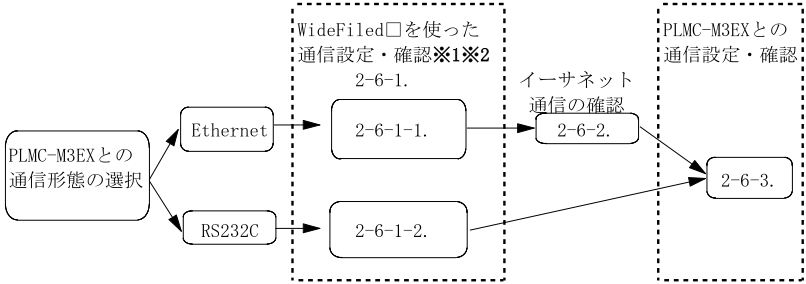 WideFiled□を使った
通信設定・確認※1※2
2-6-1.
PLMC-M3EXとの
通信設定・確認
イーサネット
通信の確認
Ethernet
2-6-1-1.
2-6-2.
PLMC-M3EXとの
通信形態の選択
2-6-3.
RS232C
2-6-1-2.